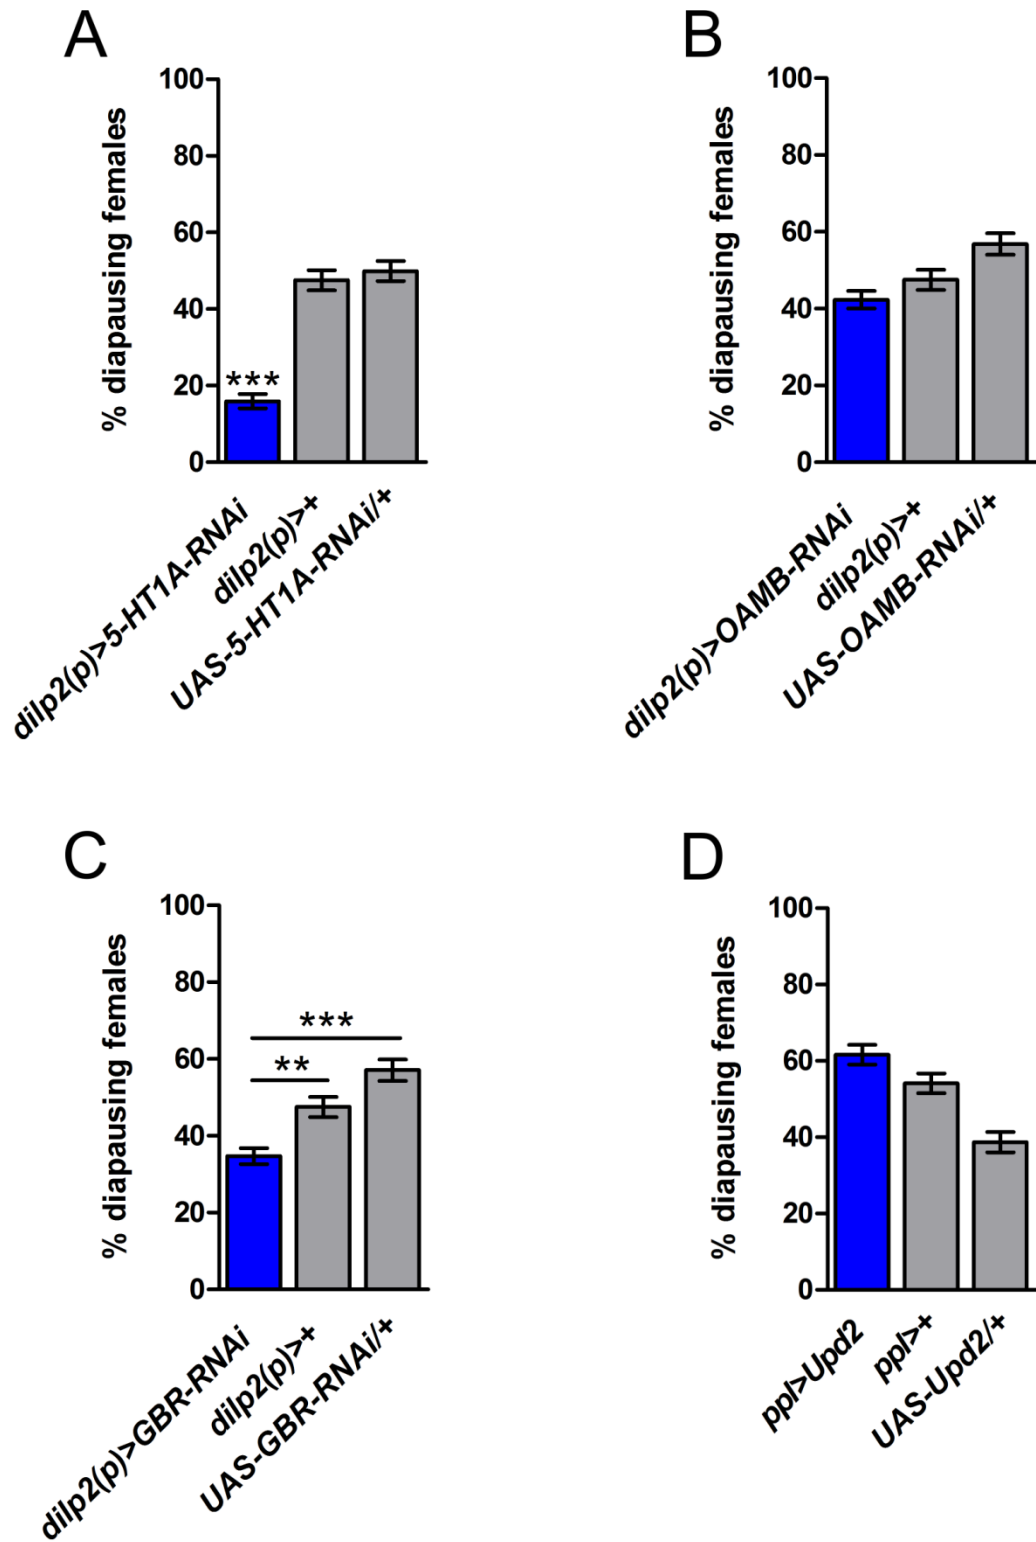 A
% diapausing females
100
80
60
40
20
0
***
dilp2(p)>5-HT1A-RNAi
dilp2(p)>+
UAS-5-HT1A-RNAi/+
B
% diapausing females
100
80
60
40
20
0
dilp2(p)>OAMB-RNAi
dilp2(p)>+
UAS-OAMB-RNAi/+
C
% diapausing females
100
80
60
40
20
0
***
**
dilp2(p)>GBR-RNAi
dilp2(p)>+
UAS-GBR-RNAi/+
D
% diapausing females
100
80
60
40
20
0
ppl>Upd2
ppl>+
UAS-Upd2/+